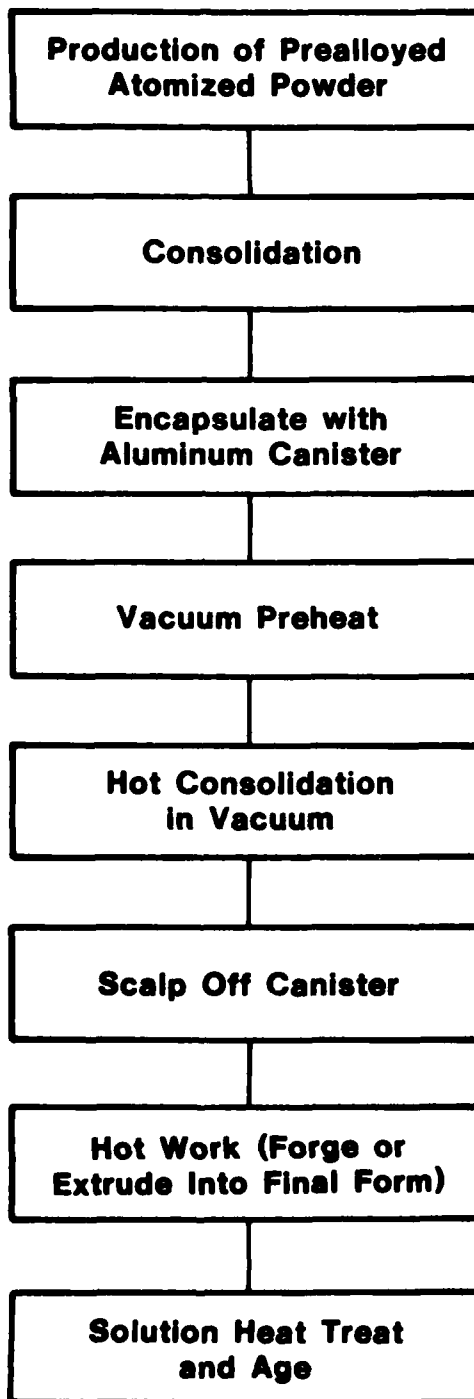 Production of Prealloyed
Atomized Powder
Consolidation
Encapsulate with
Aluminum Canister
Vacuum Preheat
Hot Consolidation
in Vacuum
Scalp Off Canister
Hot Work (Forge or
Extrude Into Final Form)
Solution Heat Treat
and Age